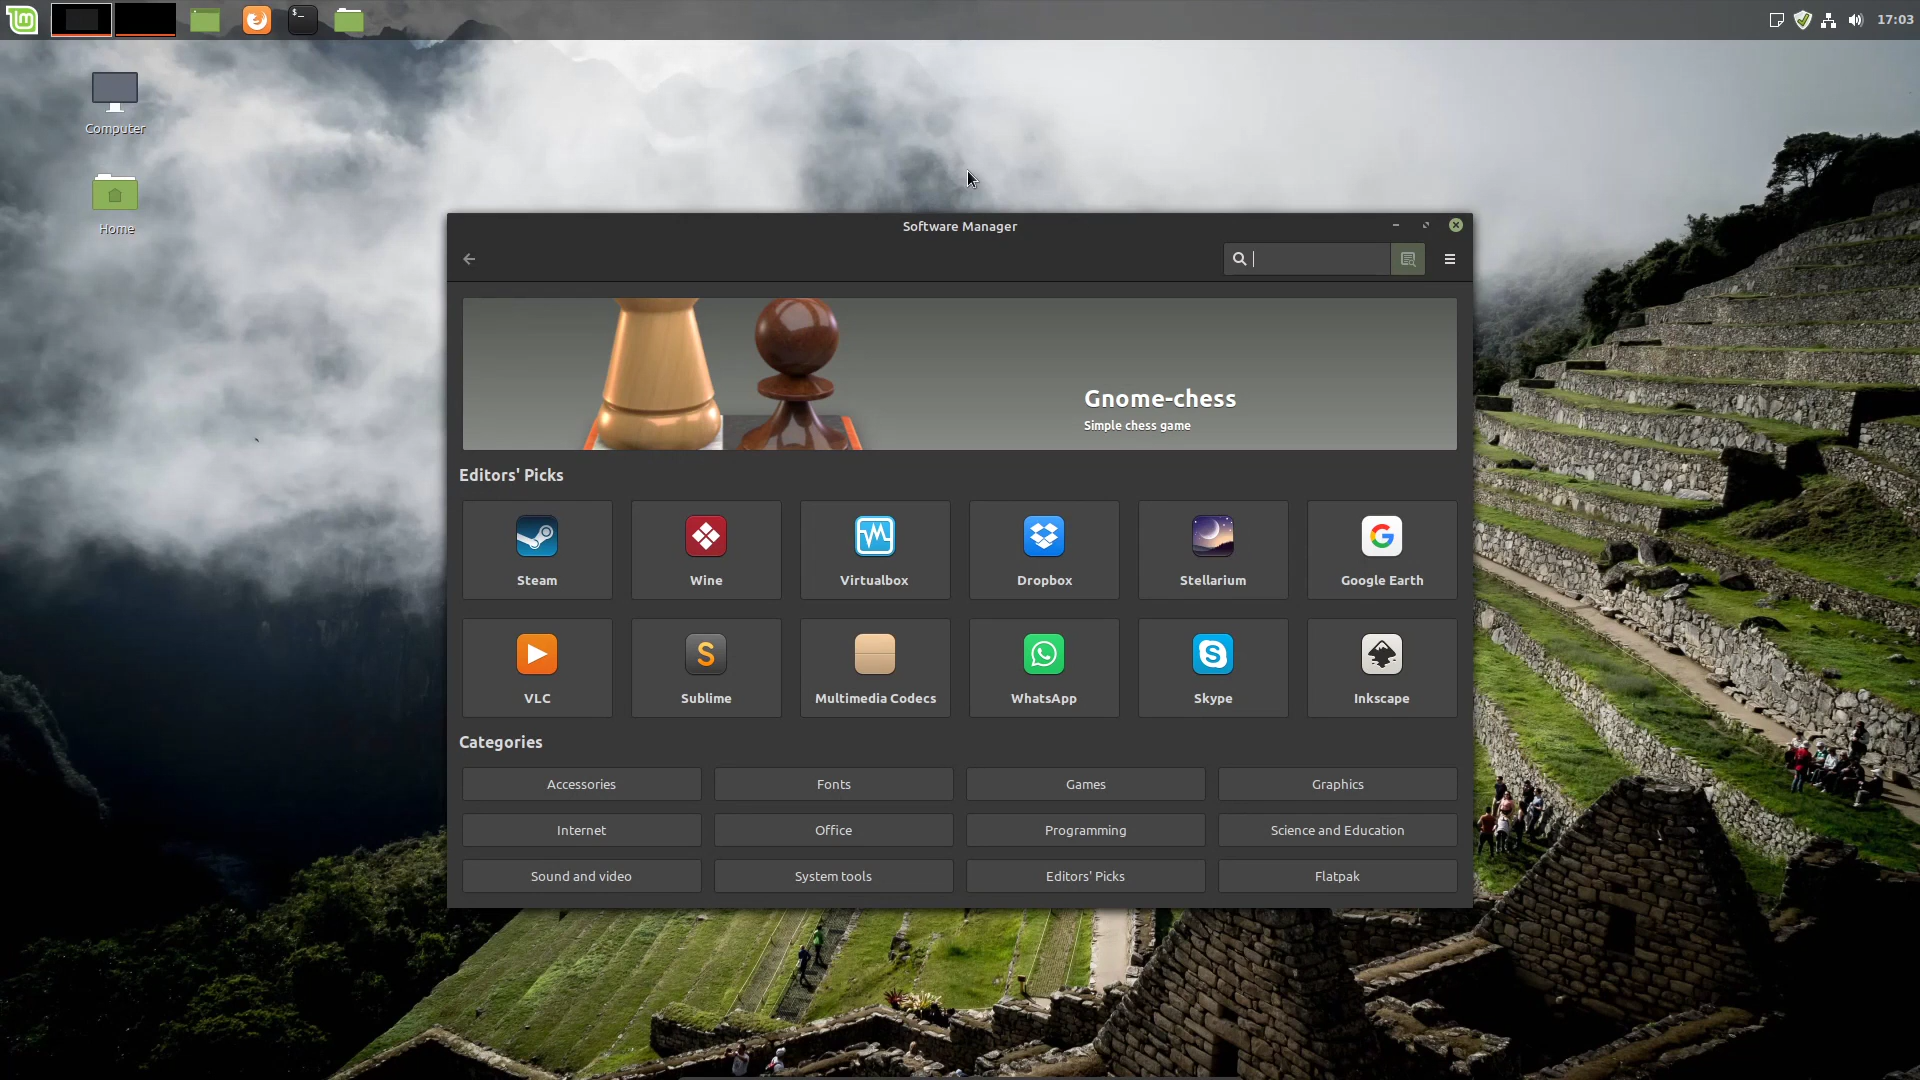 $_
17:03
Computer
Home
Software Manager
Gnome-chess
Simple chess game
Editors' Picks
Steam
Wine
Virtualbox
Dropbox
Stellarium
Google Earth
VLC
Sublime
Multimedia Codecs
WhatsApp
Skype
Inkscape
Categories
Accessories
Fonts
Games
Graphics
Internet
Office
Programming
Science and Education
Sound and video
System tools
Editors' Picks
Flatpak